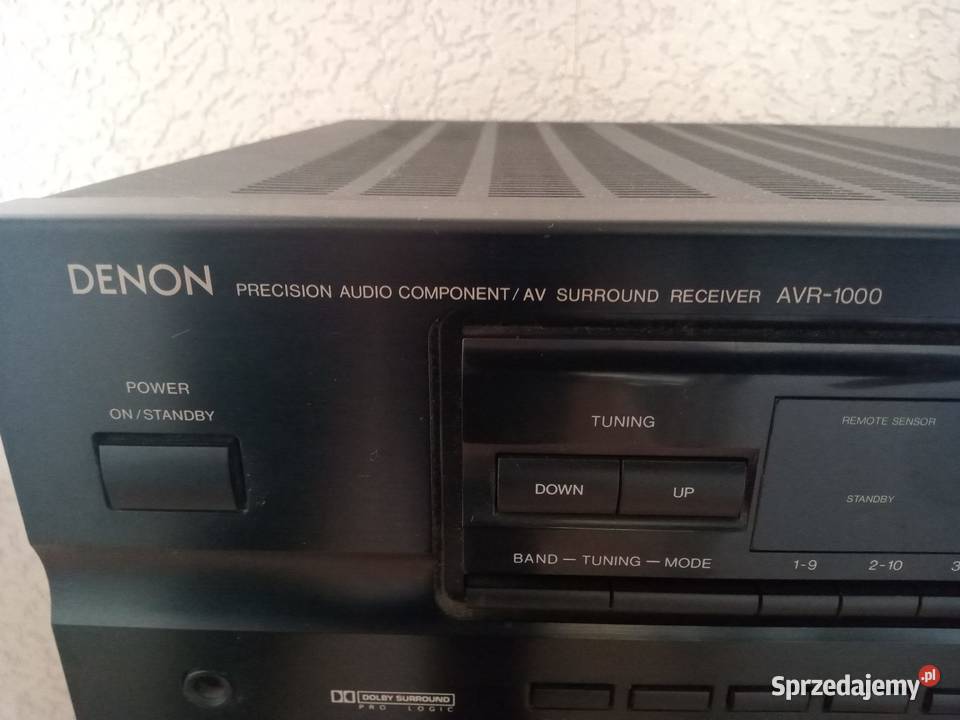 DENON PRECISION AUDIO COMPONENT / AV SURROUND RECEIVER AVR-1000
POWER
ON / STANDBY
TUNING
REMOTE SENSOR
DOWN UP
STANDBY
BAND — TUNING — MODE
1-9 2-10 3
DOLBY SURROUND
PRO LOGIC
Sprzedajemy.pl